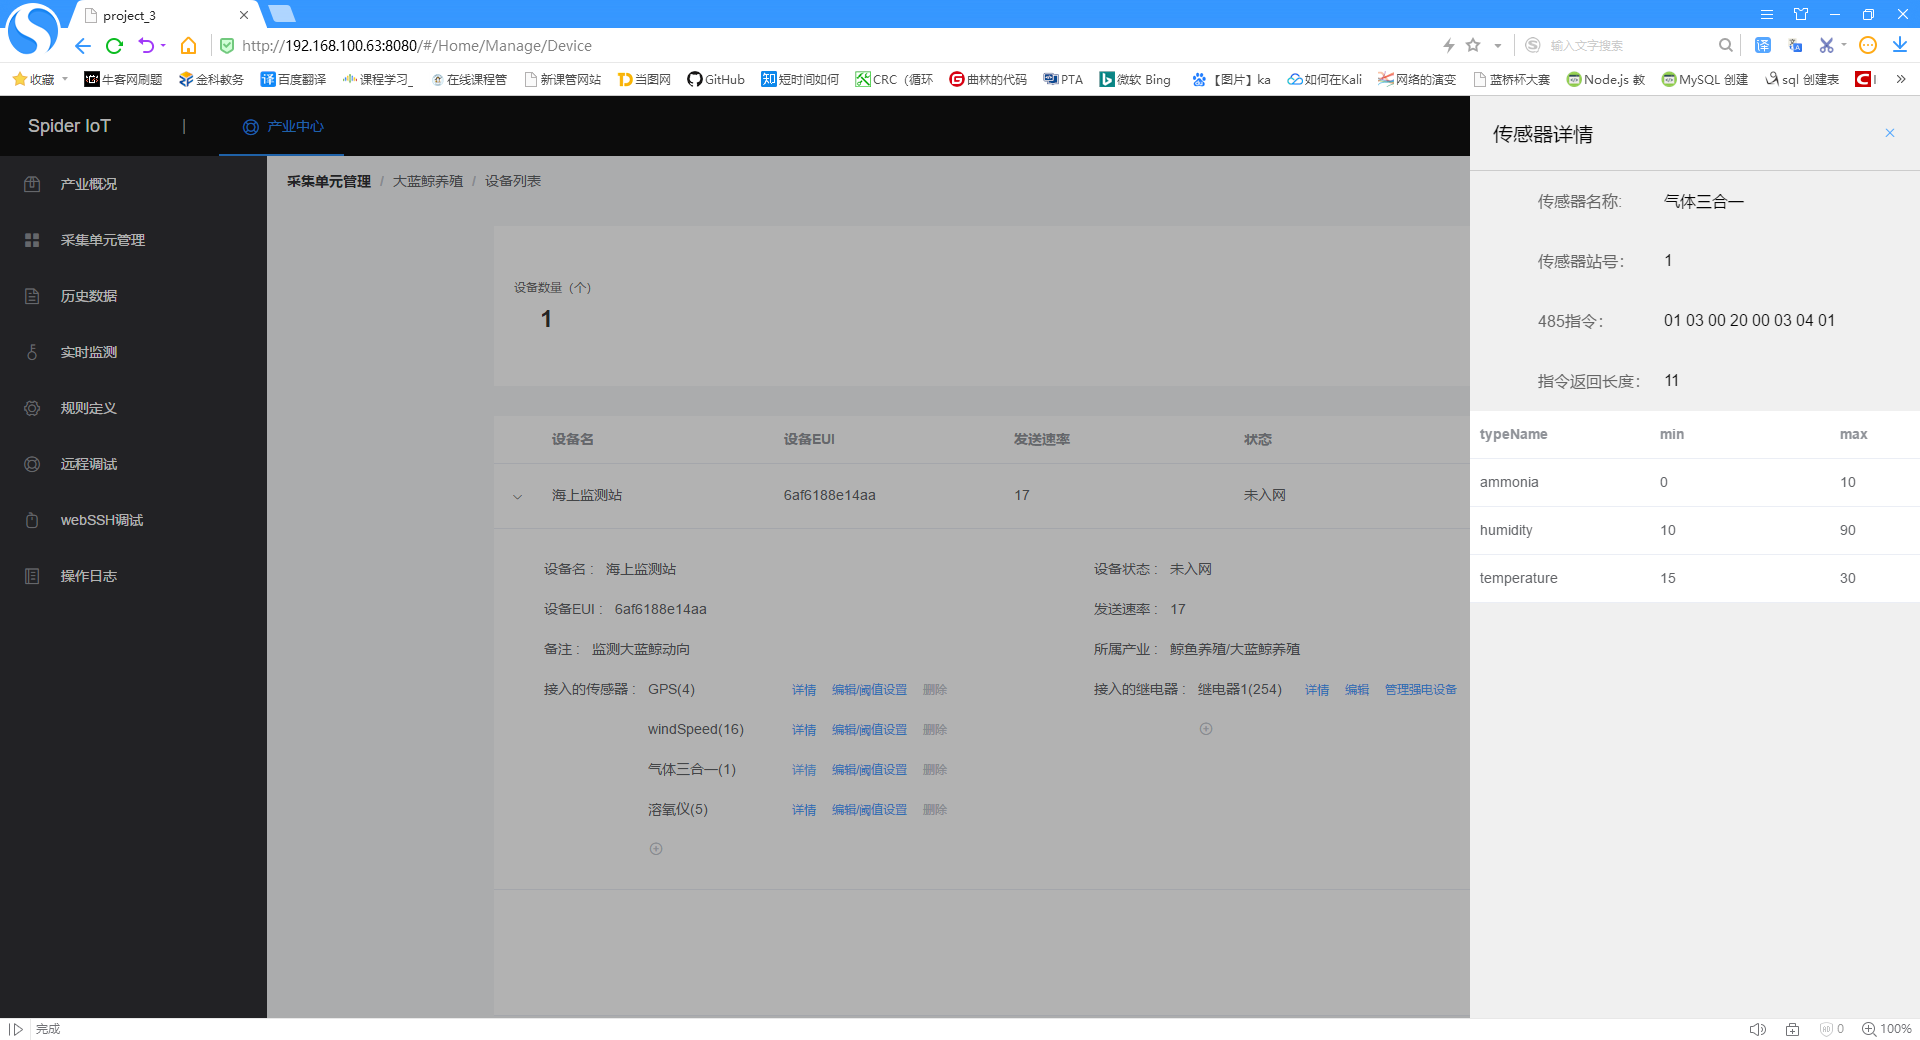 project_3
http://192.168.100.63:8080/#/Home/Manage/Device
输入文字搜索
收藏 牛客网刷题 金科教务 百度翻译 课程学习_ 在线课程管 新课管网站 当图网 GitHub 短时间如何 CRC（循环 曲林的代码 PTA 微软 Bing 【图片】ka 如何在Kali 网络的演变 蓝桥杯大赛 Node.js 教 MySQL 创建 sql 创建表
Spider IoT | 产业中心
产业概况
采集单元管理
历史数据
实时监测
规则定义
远程调试
webSSH调试
操作日志
采集单元管理 / 大蓝鲸养殖 / 设备列表
设备数量（个）
1
设备名 设备EUI 发送速率 状态
海上监测站 6af6188e14aa 17 未入网
设备名： 海上监测站 设备状态： 未入网
设备EUI： 6af6188e14aa 发送速率： 17
备注： 监测大蓝鲸动向 所属产业： 鲸鱼养殖/大蓝鲸养殖
接入的传感器： GPS(4) 详情 编辑/阈值设置 删除 接入的继电器： 继电器1(254) 详情 编辑 管理强电设备
windSpeed(16) 详情 编辑/阈值设置 删除
气体三合一(1) 详情 编辑/阈值设置 删除
溶氧仪(5) 详情 编辑/阈值设置 删除
传感器详情
传感器名称: 气体三合一
传感器站号： 1
485指令： 01 03 00 20 00 03 04 01
指令返回长度： 11
typeName min max
ammonia 0 10
humidity 10 90
temperature 15 30
完成
0 100%